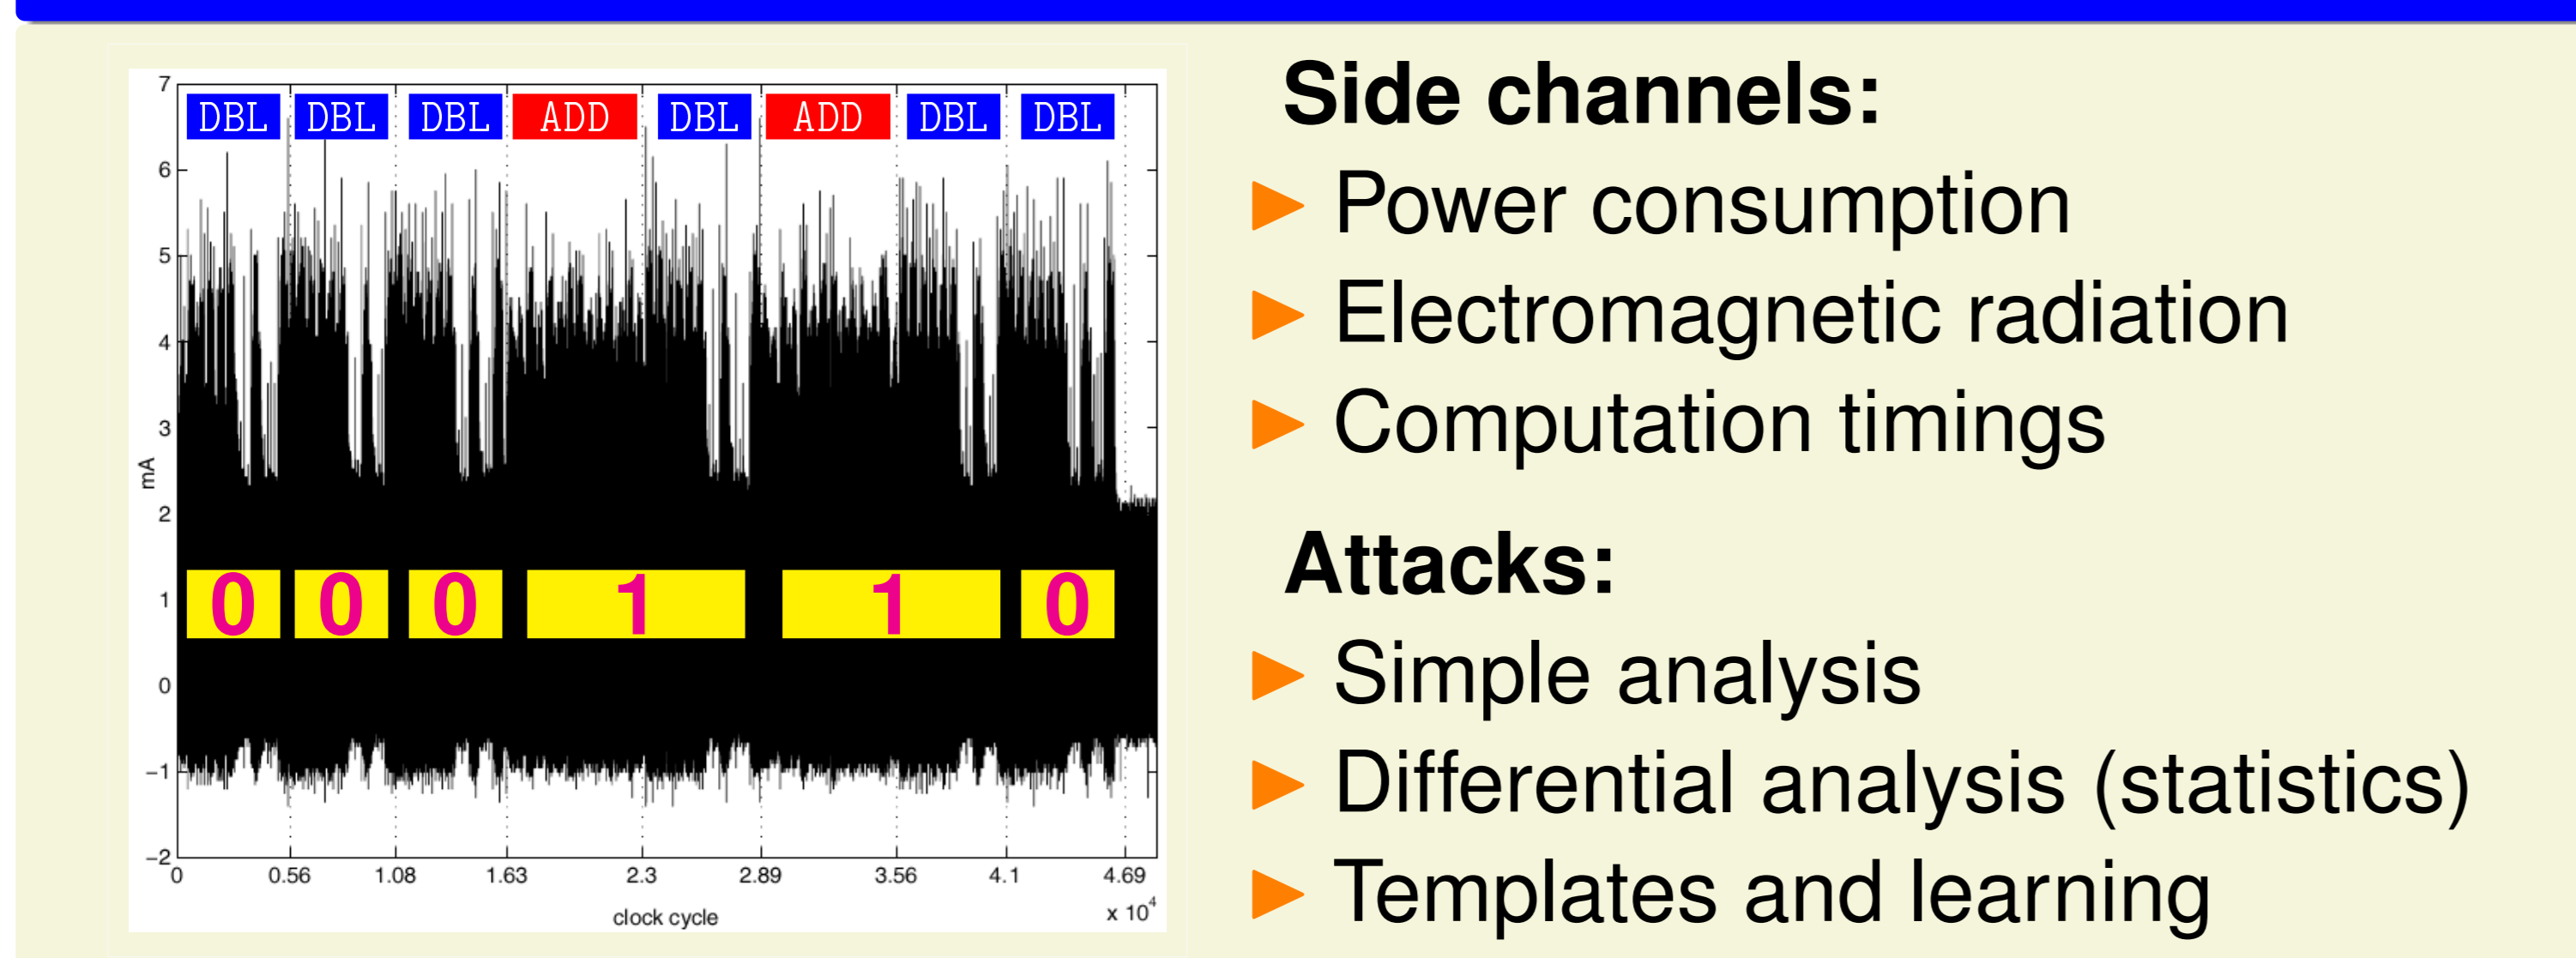 DBL DBL DBL ADD DBL ADD DBL DBL
7
6
5
4
3
2
1
0
−1
−2
mA
0 0 0 1 1 0
0 0.56 1.08 1.63 2.3 2.89 3.56 4.1 4.69
clock cycle
x 10⁴
Side channels:
Power consumption
Electromagnetic radiation
Computation timings
Attacks:
Simple analysis
Differential analysis (statistics)
Templates and learning